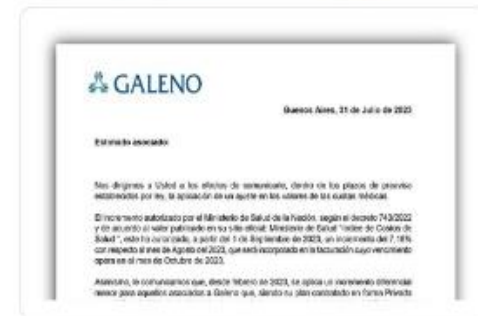 GALENO
Buenos Aires, 31 de Julio de 2023
Estimado asociado:
Nos dirigimos a Usted a los efectos de comunicarle, dentro de los plazos de preaviso
establecidos por ley, la aplicación de un ajuste en los valores de las cuotas médicas.
El incremento autorizado por el Ministerio de Salud de la Nación, según el decreto 743/2022
y de acuerdo al valor publicado en su sitio oficial: Ministerio de Salud "Indice de Costos de
Salud", este ha autorizado, a partir del 1 de Septiembre de 2023, un incremento del 7,18%
con respecto al mes de Agosto del 2023, que será incorporado en la facturación cuyo vencimiento
opera en el mes de Octubre de 2023.
Asimismo, le comunicamos que, desde febrero de 2023, se aplica un incremento diferencial
menor para aquellos asociados a Galeno que, siendo su plan contratado en forma Privada